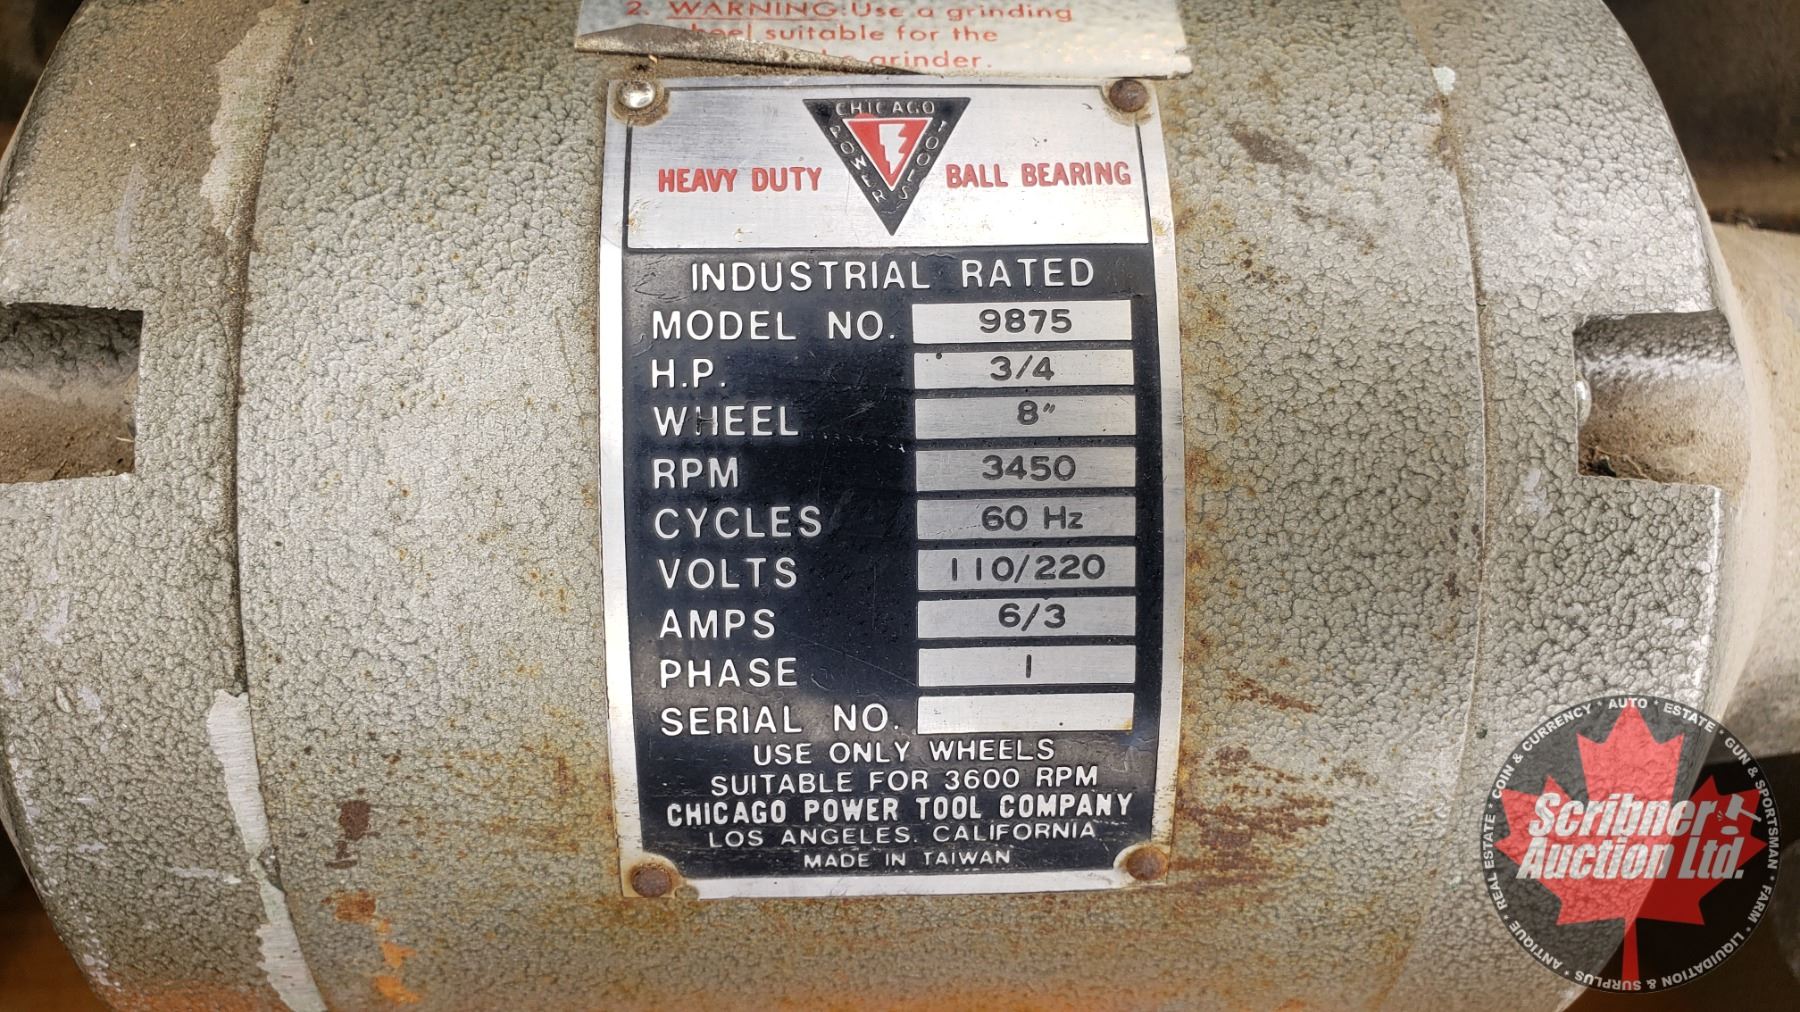 2. WARNING: Use a grinding
suitable for the
grinder.
CHICAGO
POWER
TOOLS
HEAVY DUTY
BALL BEARING
INDUSTRIAL RATED
MODEL NO. 9875
H.P. 3/4
WHEEL 8"
RPM 3450
CYCLES 60 Hz
VOLTS 110/220
AMPS 6/3
PHASE 1
SERIAL NO.
USE ONLY WHEELS
SUITABLE FOR 3600 RPM
CHICAGO POWER TOOL COMPANY
LOS ANGELES. CALIFORNIA
MADE IN TAIWAN
Scribner
Auction Ltd.
AUTO • ESTATE • GUN & SPORTSMAN • FARM • LIQUIDATION & SURPLUS • ANTIQUE • REAL ESTATE • COIN & CURRENCY •